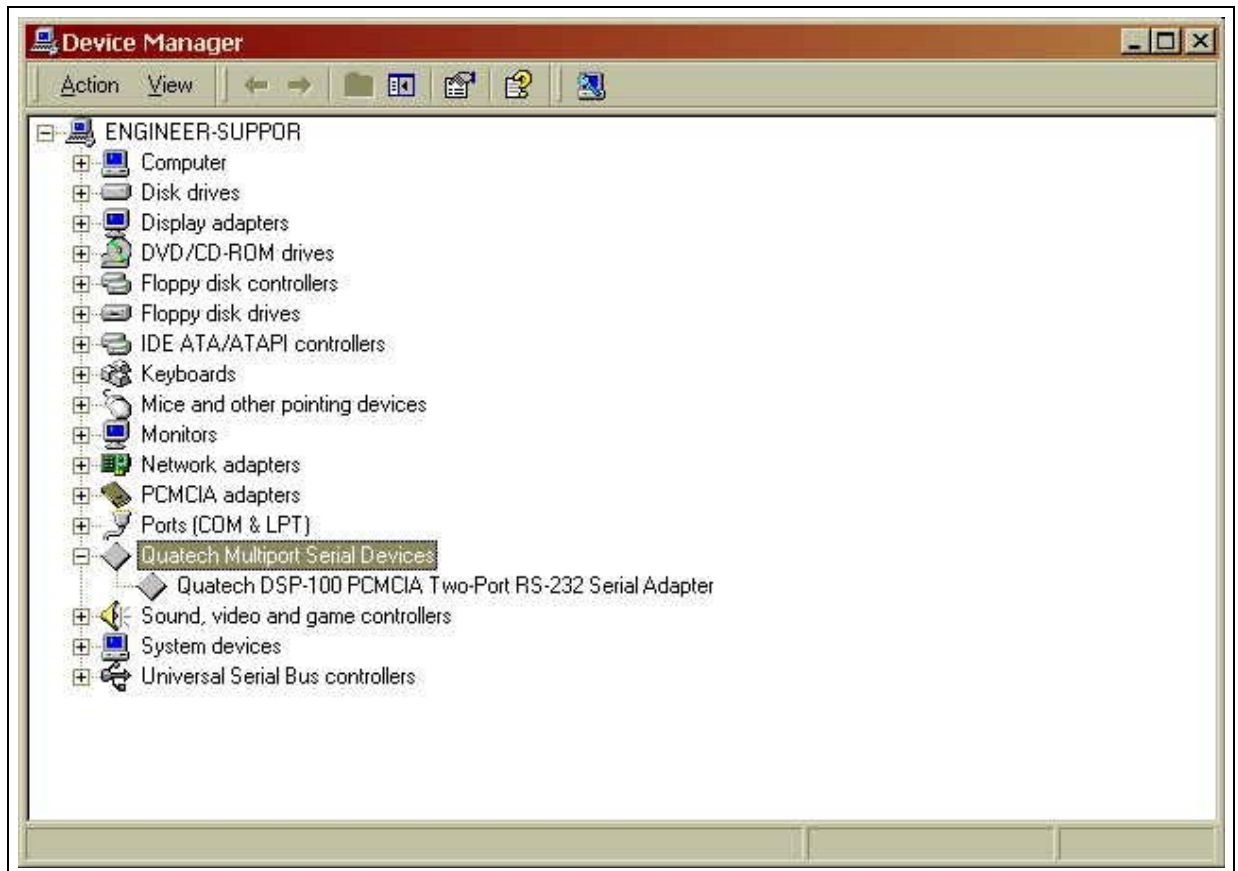 Device Manager
Action View
ENGINEER-SUPPOR
Computer
Disk drives
Display adapters
DVD/CD-ROM drives
Floppy disk controllers
Floppy disk drives
IDE ATA/ATAPI controllers
Keyboards
Mice and other pointing devices
Monitors
Network adapters
PCMCIA adapters
Ports (COM & LPT)
Quatech Multiport Serial Devices
Quatech DSP-100 PCMCIA Two-Port RS-232 Serial Adapter
Sound, video and game controllers
System devices
Universal Serial Bus controllers